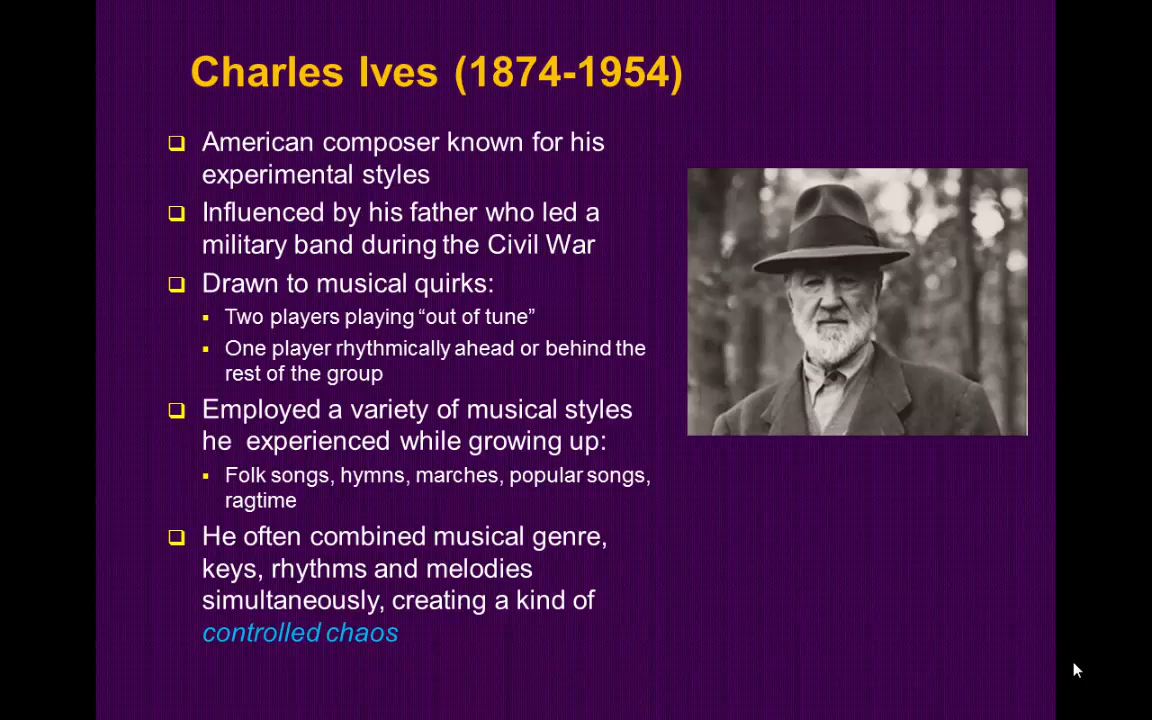 Charles Ives (1874-1954)
American composer known for his
experimental styles
Influenced by his father who led a
military band during the Civil War
Drawn to musical quirks:
Two players playing “out of tune”
One player rhythmically ahead or behind the
rest of the group
Employed a variety of musical styles
he  experienced while growing up:
Folk songs, hymns, marches, popular songs,
ragtime
He often combined musical genre,
keys, rhythms and melodies
simultaneously, creating a kind of
controlled chaos